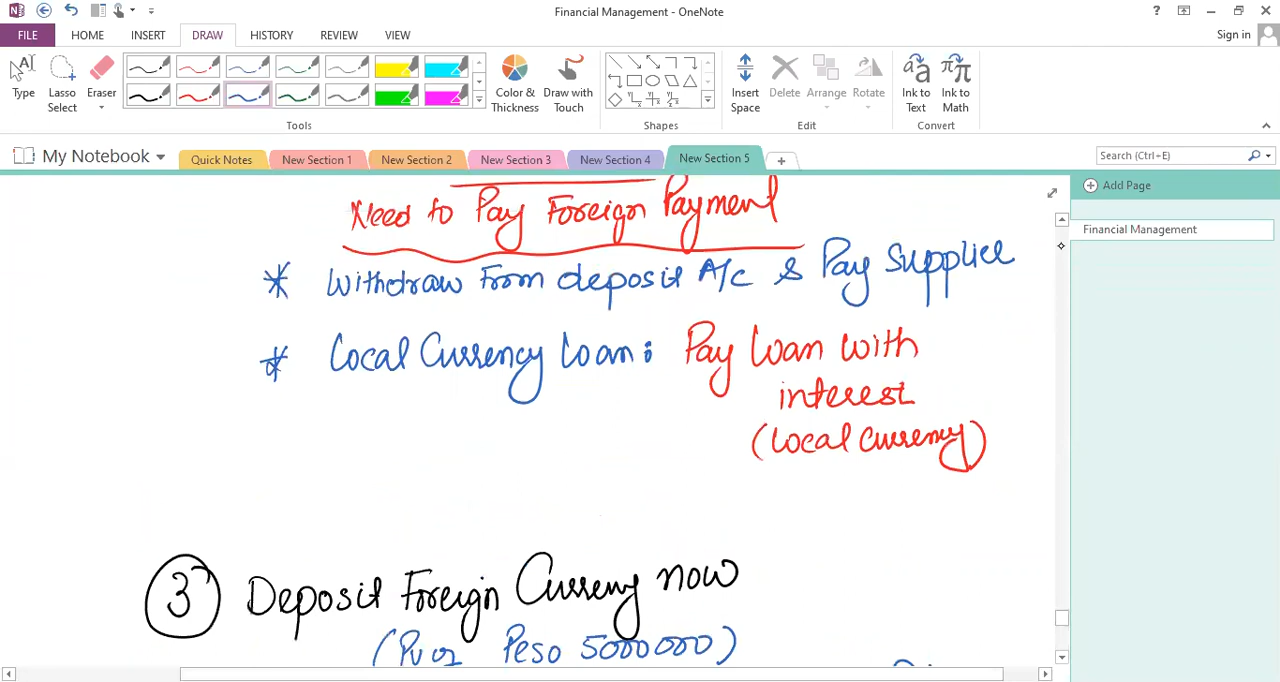 Financial Management - OneNote
?
Sign in
FILE HOME INSERT DRAW HISTORY REVIEW VIEW
Type Lasso Select Eraser Color & Thickness Draw with Touch Insert Space Delete Arrange Rotate Ink to Text Ink to Math
Tools Shapes Edit Convert
My Notebook Quick Notes New Section 1 New Section 2 New Section 3 New Section 4 New Section 5 Search (Ctrl+E)
Add Page
Financial Management
Need to Pay Foreign Payment
* Withdraw from deposit A/c & Pay Supplier
* Local Currency Loan: Pay Loan with
interest
(Local Currency)
3 Deposit Foreign Curreny now
(PV of Peso 5000000)